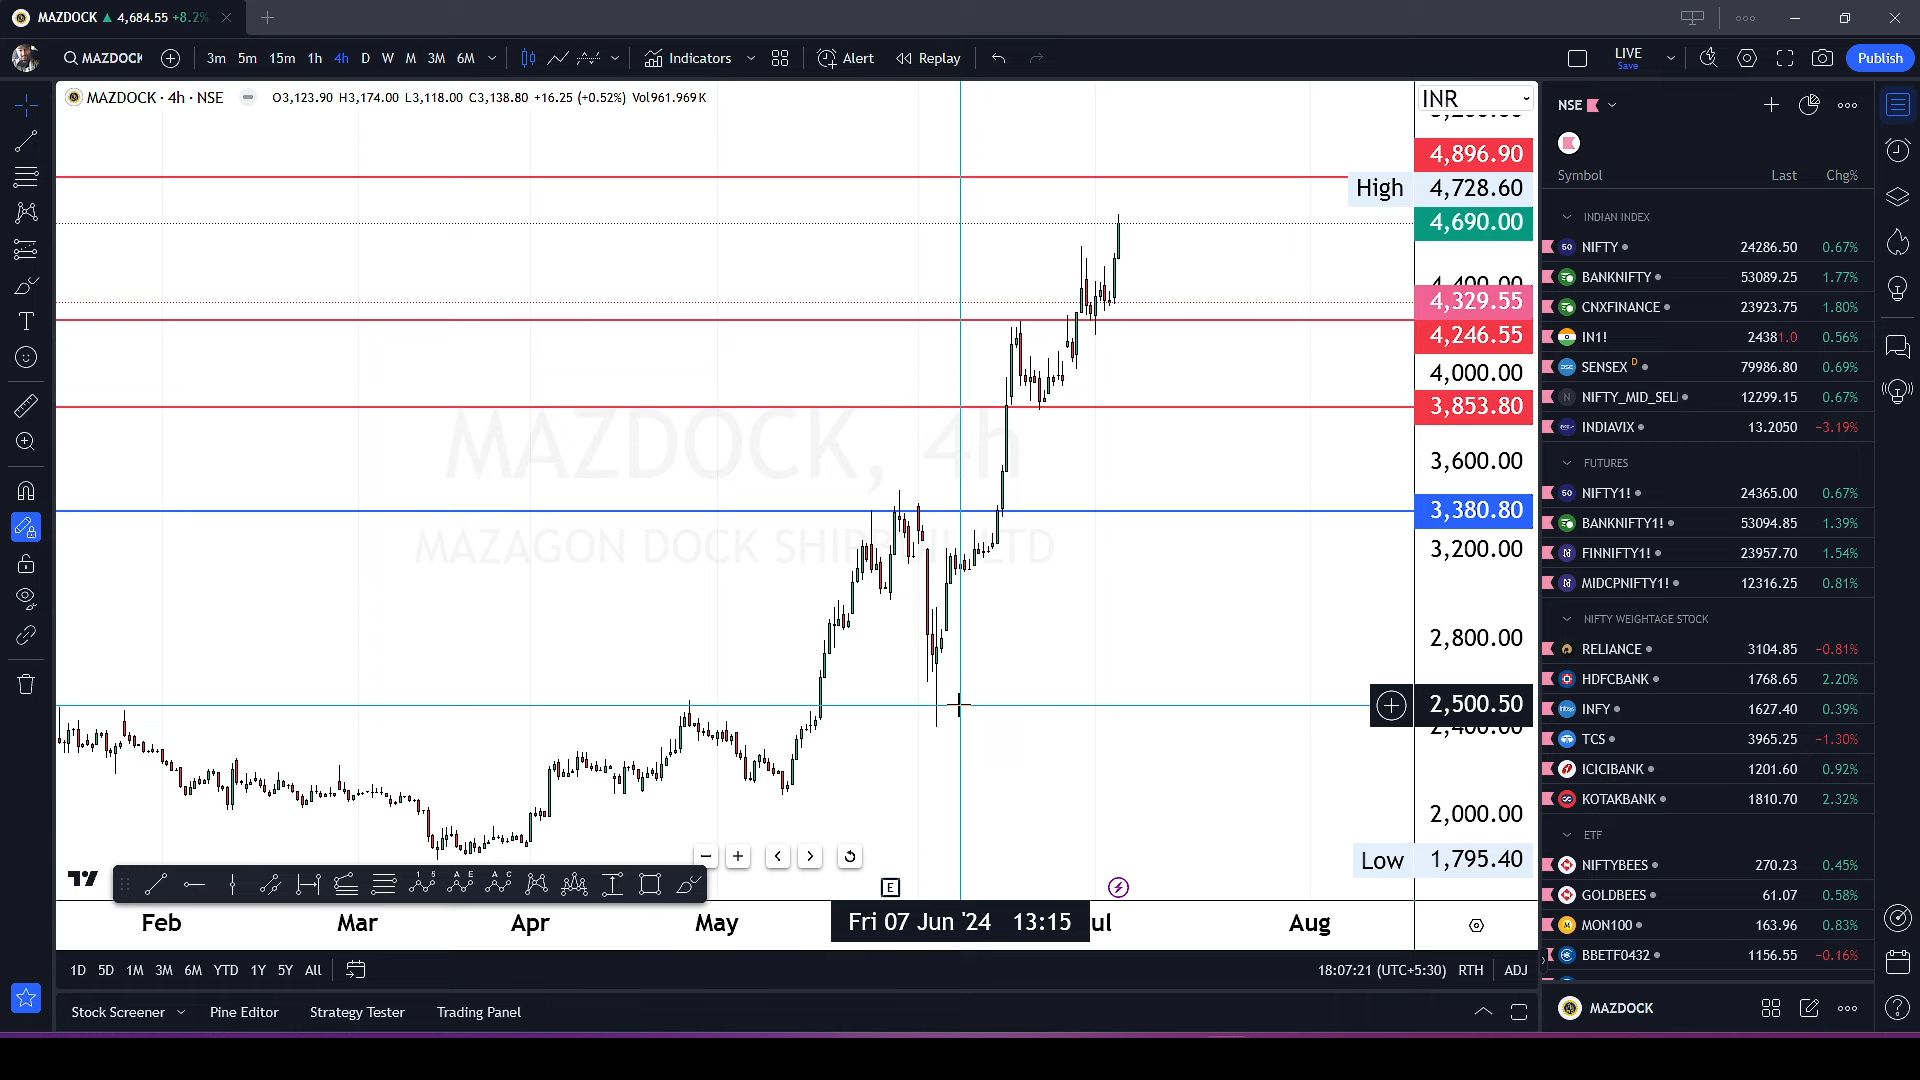 MAZDOCK ▲ 4,684.55 +8.2%
MAZDOCK 3m 5m 15m 1h 4h D W M 3M 6M Indicators Alert Replay LIVE Save Publish
MAZDOCK · 4h · NSE O3,123.90 H3,174.00 L3,118.00 C3,138.80 +16.25 (+0.52%) Vol961.969K
INR
4,896.90
High 4,728.60
4,690.00
4,329.55
4,246.55
4,000.00
3,853.80
3,600.00
3,380.80
3,200.00
2,800.00
2,500.50
2,400.00
2,000.00
Low 1,795.40
MAZDOCK, 4h
E
Feb Mar Apr May Fri 07 Jun '24 13:15 ul Aug
1D 5D 1M 3M 6M YTD 1Y 5Y All 18:07:21 (UTC+5:30) RTH ADJ
Stock Screener Pine Editor Strategy Tester Trading Panel
NSE
Symbol Last Chg%
INDIAN INDEX
NIFTY 24286.50 0.67%
BANKNIFTY 53089.25 1.77%
CNXFINANCE 23923.75 1.80%
IN1! 24381.0 0.56%
SENSEX D 79986.80 0.69%
NIFTY_MID_SEL 12299.15 0.67%
INDIAVIX 13.2050 −3.19%
FUTURES
NIFTY1! 24365.00 0.67%
BANKNIFTY1! 53094.85 1.39%
FINNIFTY1! 23957.70 1.54%
MIDCPNIFTY1! 12316.25 0.81%
NIFTY WEIGHTAGE STOCK
RELIANCE 3104.85 −0.81%
HDFCBANK 1768.65 2.20%
INFY 1627.40 0.39%
TCS 3965.25 −1.30%
ICICIBANK 1201.60 0.92%
KOTAKBANK 1810.70 2.32%
ETF
NIFTYBEES 270.23 0.45%
GOLDBEES 61.07 0.58%
MON100 163.96 0.83%
BBETF0432 1156.55 −0.16%
MAZDOCK